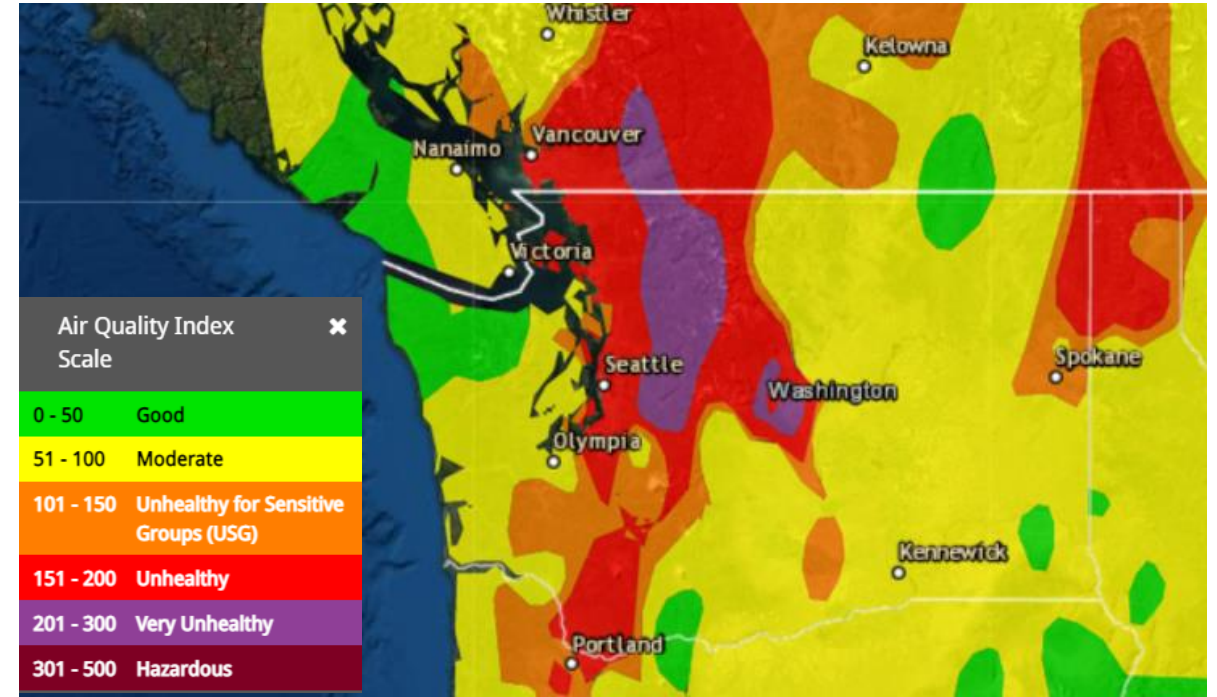 Whistler
Kelowna
Vancouver
Nanaimo
Victoria
Air Quality Index
Scale
✖
Seattle
Spokane
Washington
0 - 50 Good
Olympia
51 - 100 Moderate
101 - 150 Unhealthy for Sensitive
Groups (USG)
Kennewick
151 - 200 Unhealthy
201 - 300 Very Unhealthy
Portland
301 - 500 Hazardous